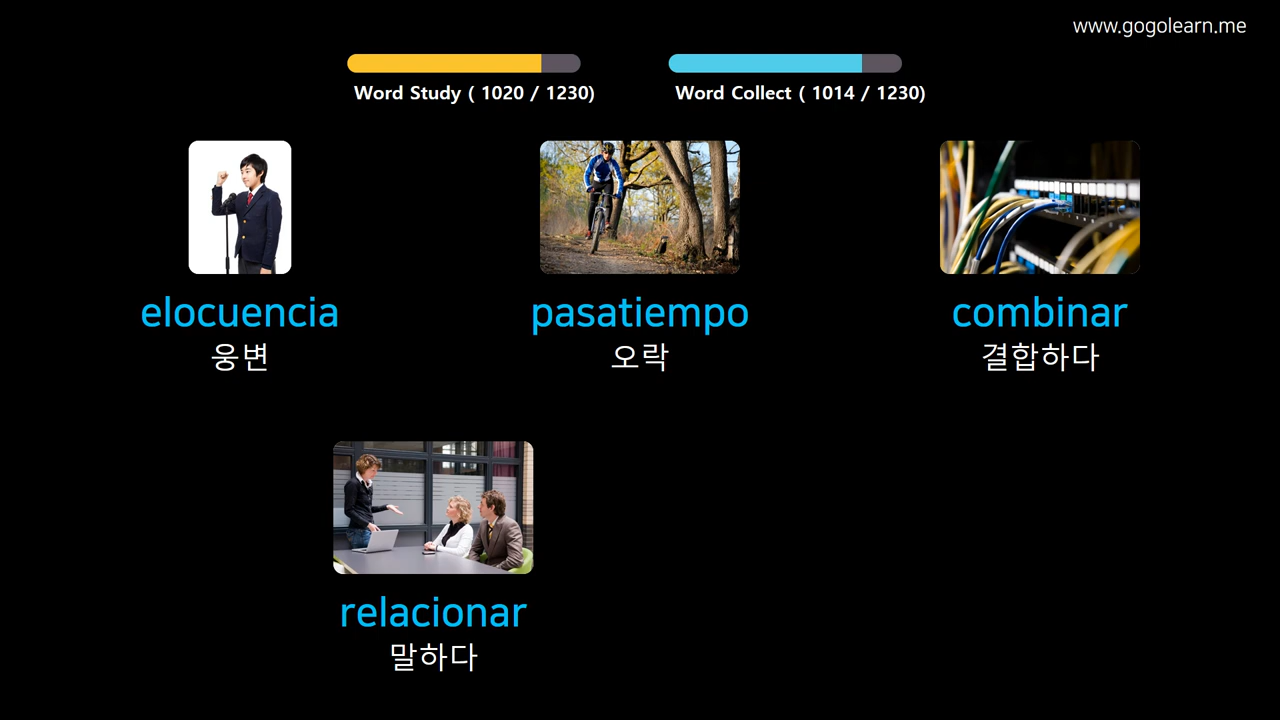 www.gogolearn.me
Word Study ( 1020 / 1230)
Word Collect ( 1014 / 1230)
elocuencia
웅변
pasatiempo
오락
combinar
결합하다
relacionar
말하다